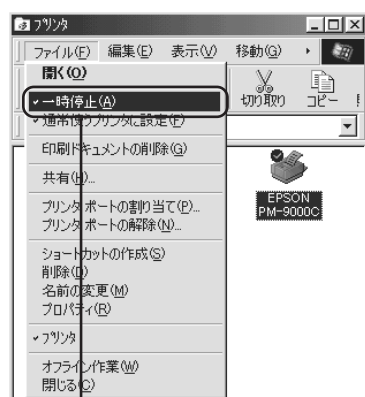 プリンタ
ファイル(F) 編集(E) 表示(V) 移動(G)
開く(O)
一時停止(A)
通常使うプリンタに設定(F)
印刷ドキュメントの削除(G)
共有(H)...
プリンタ ポートの割り当て(P)...
プリンタ ポートの解除(N)...
ショートカットの作成(S)
削除(D)
名前の変更(M)
プロパティ(R)
プリンタ
オフライン作業(W)
閉じる(C)
切り取り コピー
EPSON
PM-9000C